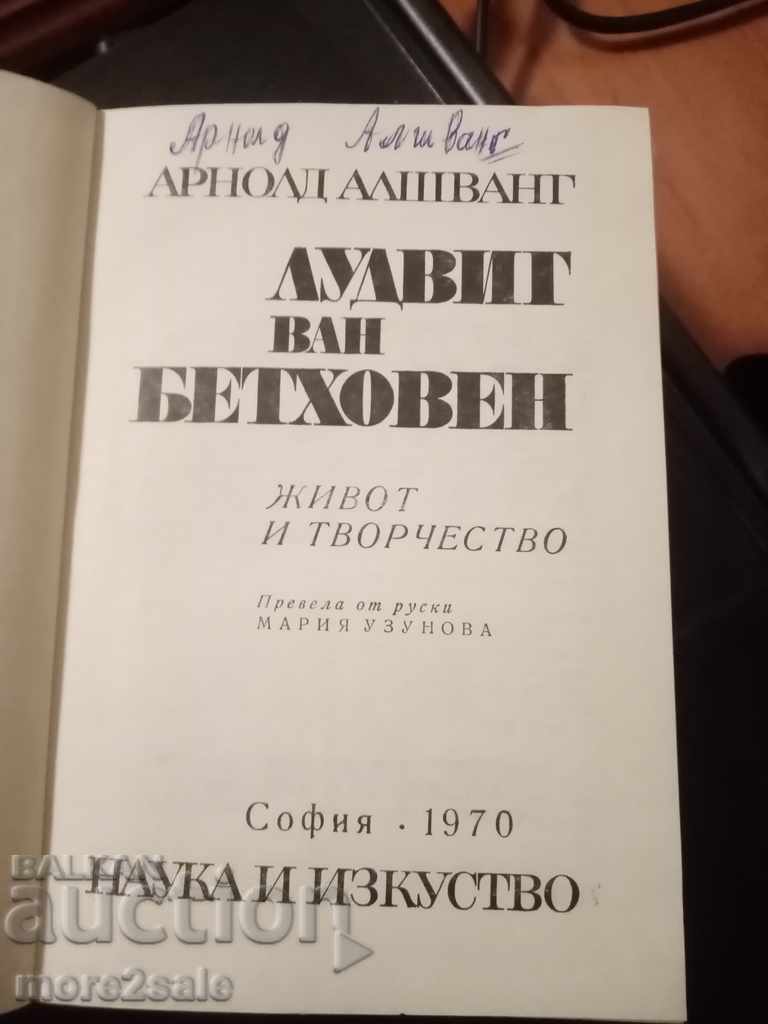 Арнолд Алшванг
АРНОЛД АЛШВАНГ
ЛУДВИГ
ВАН
БЕТХОВЕН
ЖИВОТ
И ТВОРЧЕСТВО
Превела от руски
МАРИЯ УЗУНОВА
София · 1970
НАУКА И ИЗКУСТВО
BALKAN
auction
more2sale